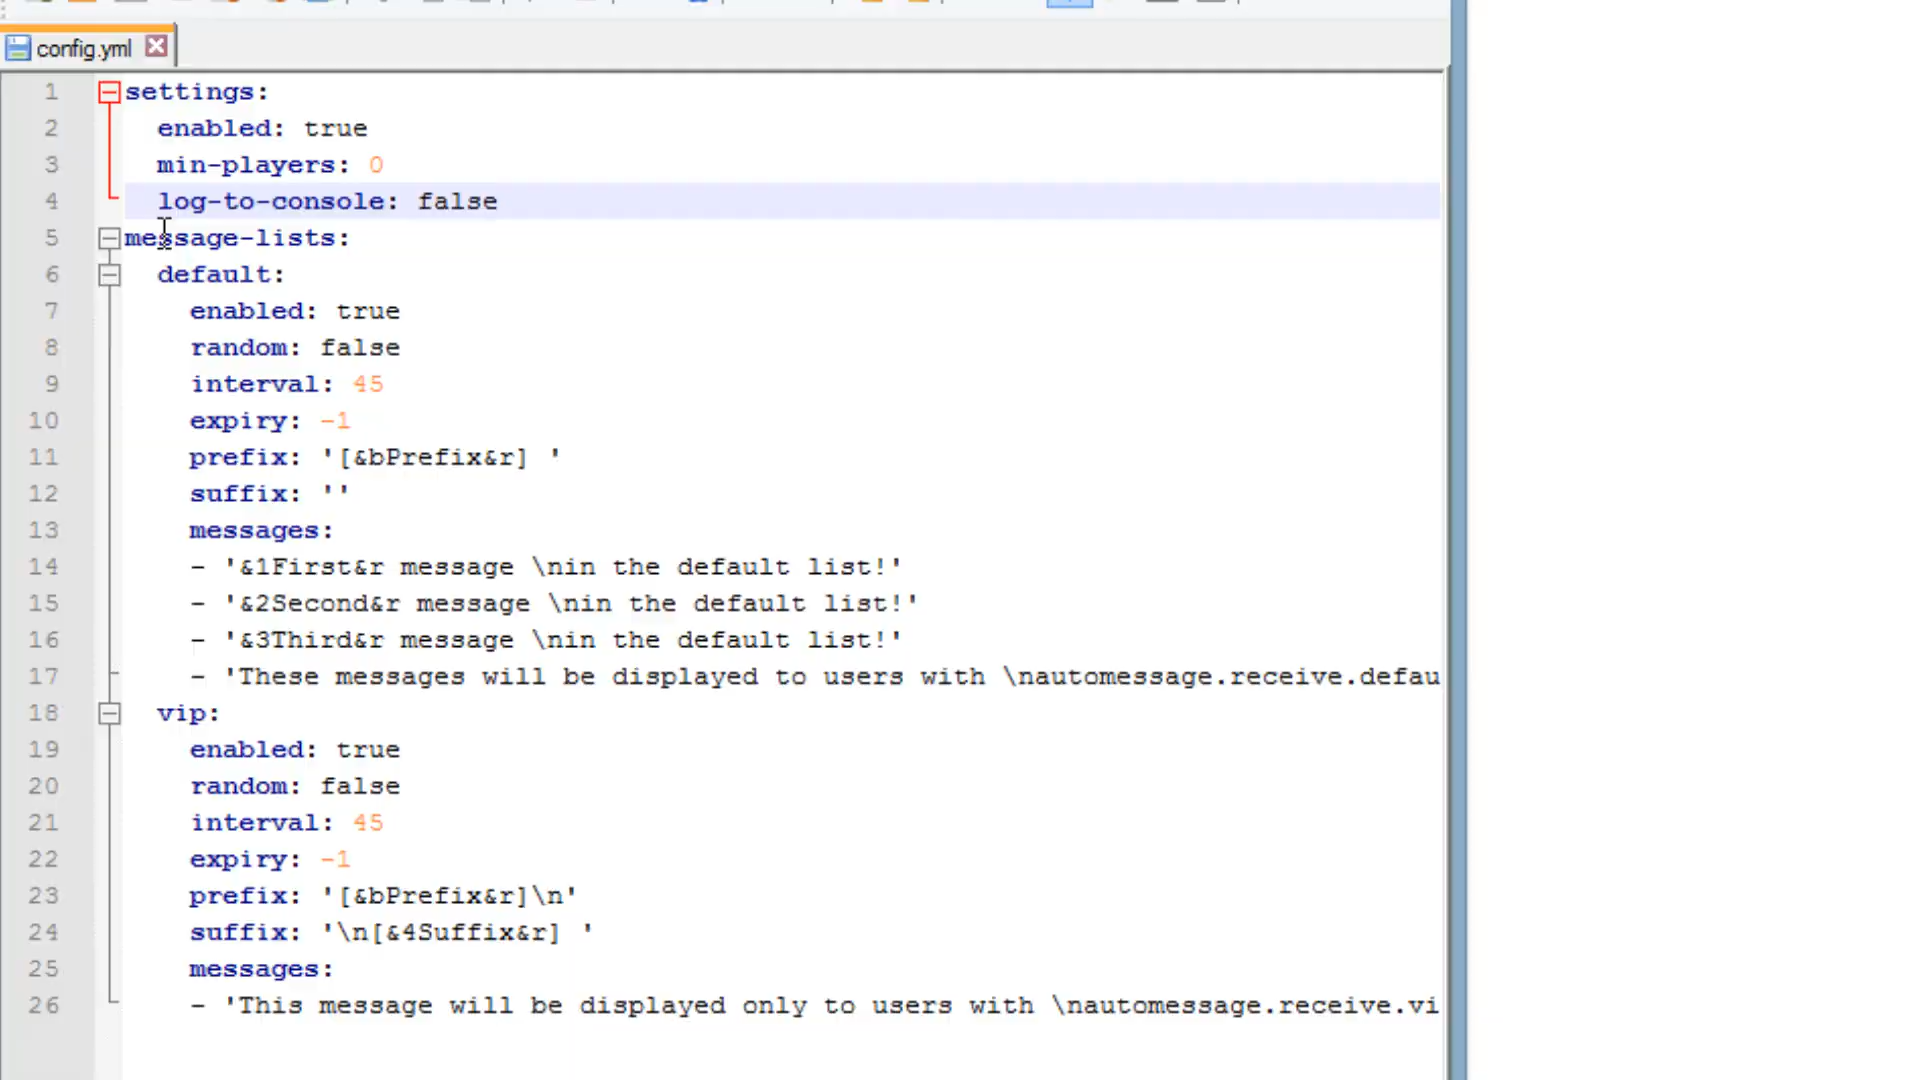 config.yml
1 settings:
2 enabled: true
3 min-players: 0
4 log-to-console: false
5 message-lists:
6 default:
7 enabled: true
8 random: false
9 interval: 45
10 expiry: -1
11 prefix: '[&bPrefix&r] '
12 suffix: ''
13 messages:
14 - '&1First&r message \nin the default list!'
15 - '&2Second&r message \nin the default list!'
16 - '&3Third&r message \nin the default list!'
17 - 'These messages will be displayed to users with \nautomessage.receive.defau
18 vip:
19 enabled: true
20 random: false
21 interval: 45
22 expiry: -1
23 prefix: '[&bPrefix&r]\n'
24 suffix: '\n[&4Suffix&r] '
25 messages:
26 - 'This message will be displayed only to users with \nautomessage.receive.vi